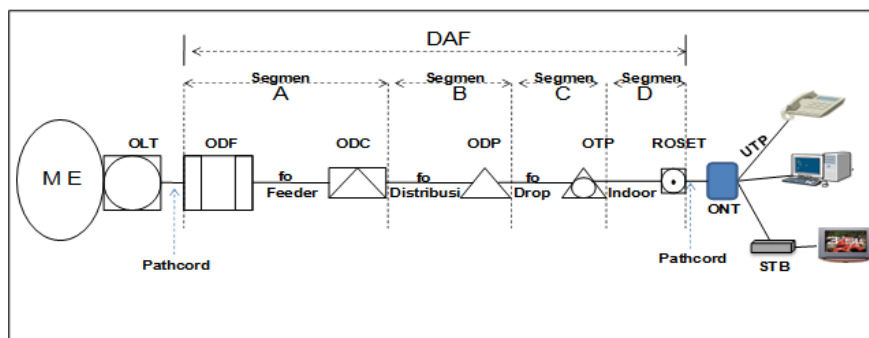 DAF
Segmen Segmen Segmen Segmen
A B C D
OLT ODF ODC ODP OTP ROSET
UTP
M E
fo fo fo
Feeder Distribusi Drop Indoor
ONT
Pathcord Pathcord
STB